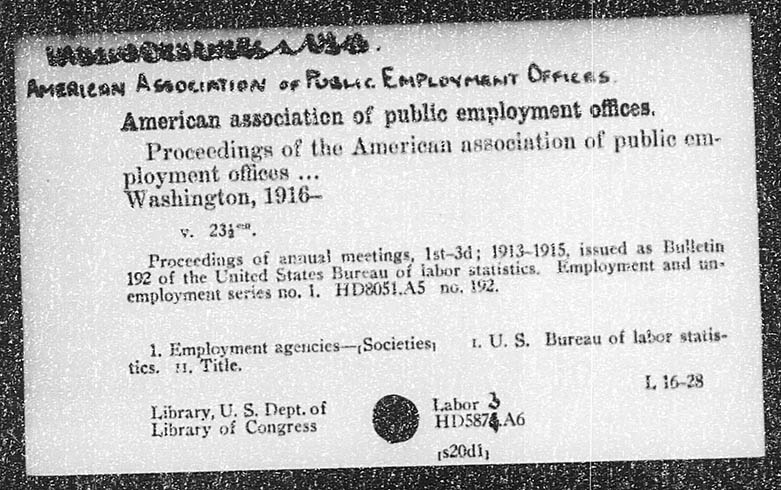 AMERICAN ASSOCIATION OF PUBLIC EMPLOYMENT OFFICES.
American association of public employment offices.
Proceedings of the American association of public em-
ployment offices ...
Washington, 1916–
v. 23½ᶜᵐ.
Proceedings of annual meetings, 1st–3d; 1913–1915, issued as Bulletin
192 of the United States Bureau of labor statistics. Employment and un-
employment series no. 1. HD8051.A5 no. 192.
1. Employment agencies—[Societies] I. U. S. Bureau of labor statis-
tics. II. Title.
L 16–28
Library, U. S. Dept. of Labor 3
Library of Congress HD587.A6
[s20d1]